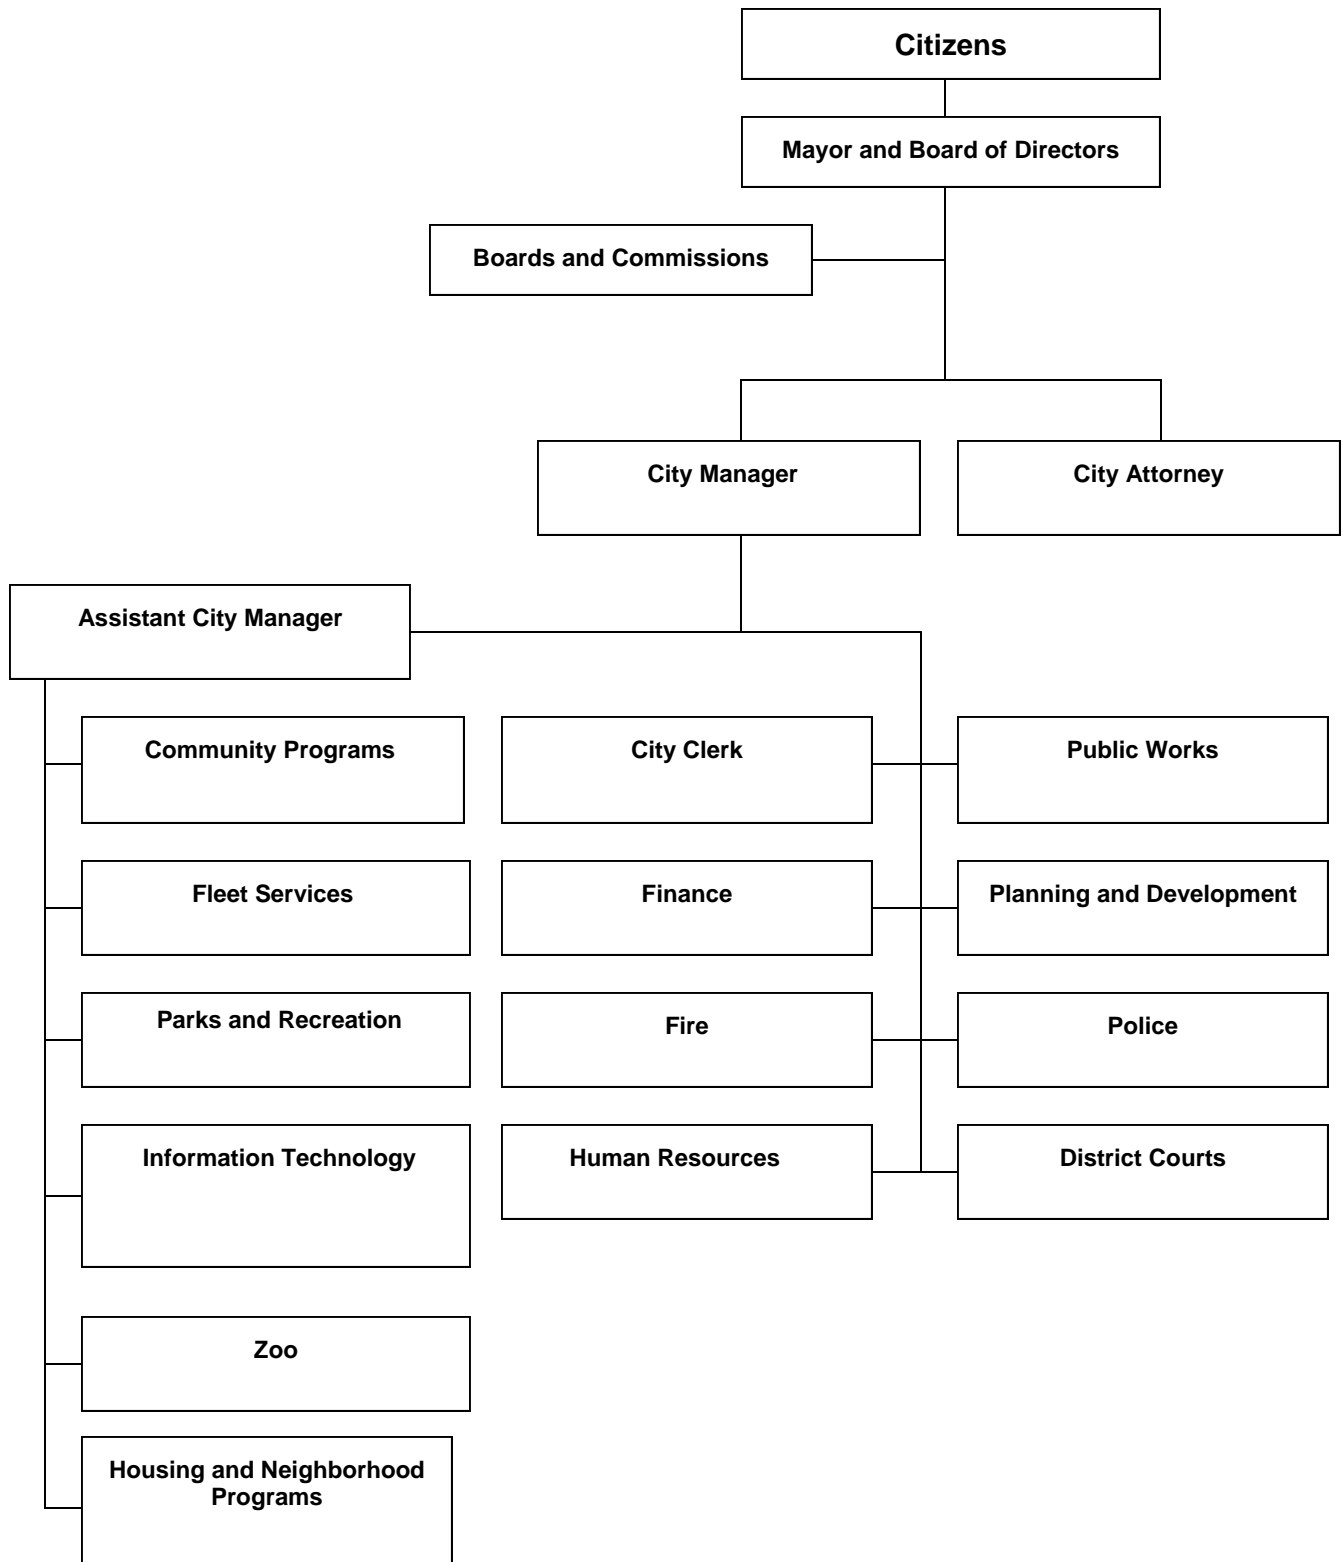 Citizens
Mayor and Board of Directors
Boards and Commissions
City Manager
City Attorney
Assistant City Manager
Community Programs
City Clerk
Public Works
Fleet Services
Finance
Planning and Development
Parks and Recreation
Fire
Police
Information Technology
Human Resources
District Courts
Zoo
Housing and Neighborhood
Programs